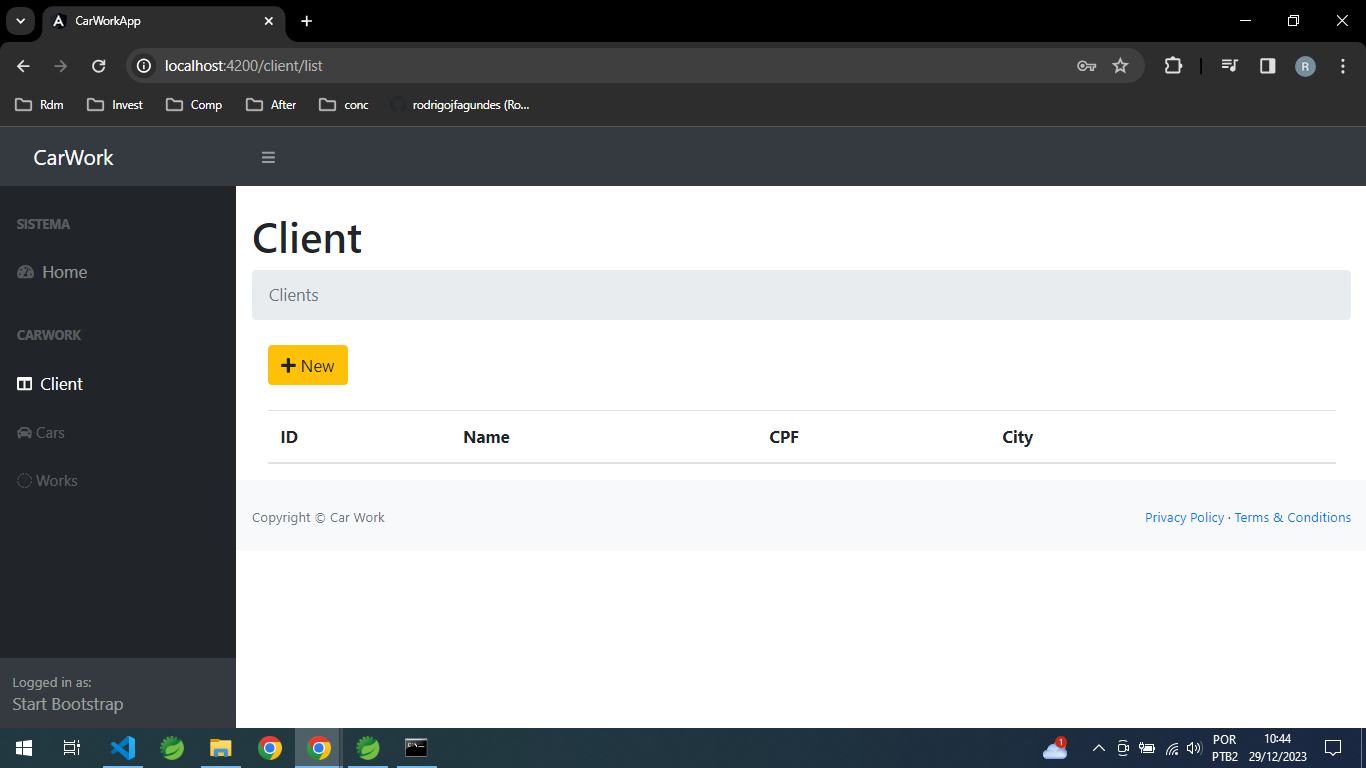 CarWorkApp
localhost:4200/client/list
R
Rdm Invest Comp After conc rodrigojfagundes (Ro...
CarWork
SISTEMA
Home
CARWORK
Client
Cars
Works
Logged in as:
Start Bootstrap
Client
Clients
New
ID Name CPF City
Copyright © Car Work
Privacy Policy · Terms & Conditions
1
POR
PTB2
10:44
29/12/2023